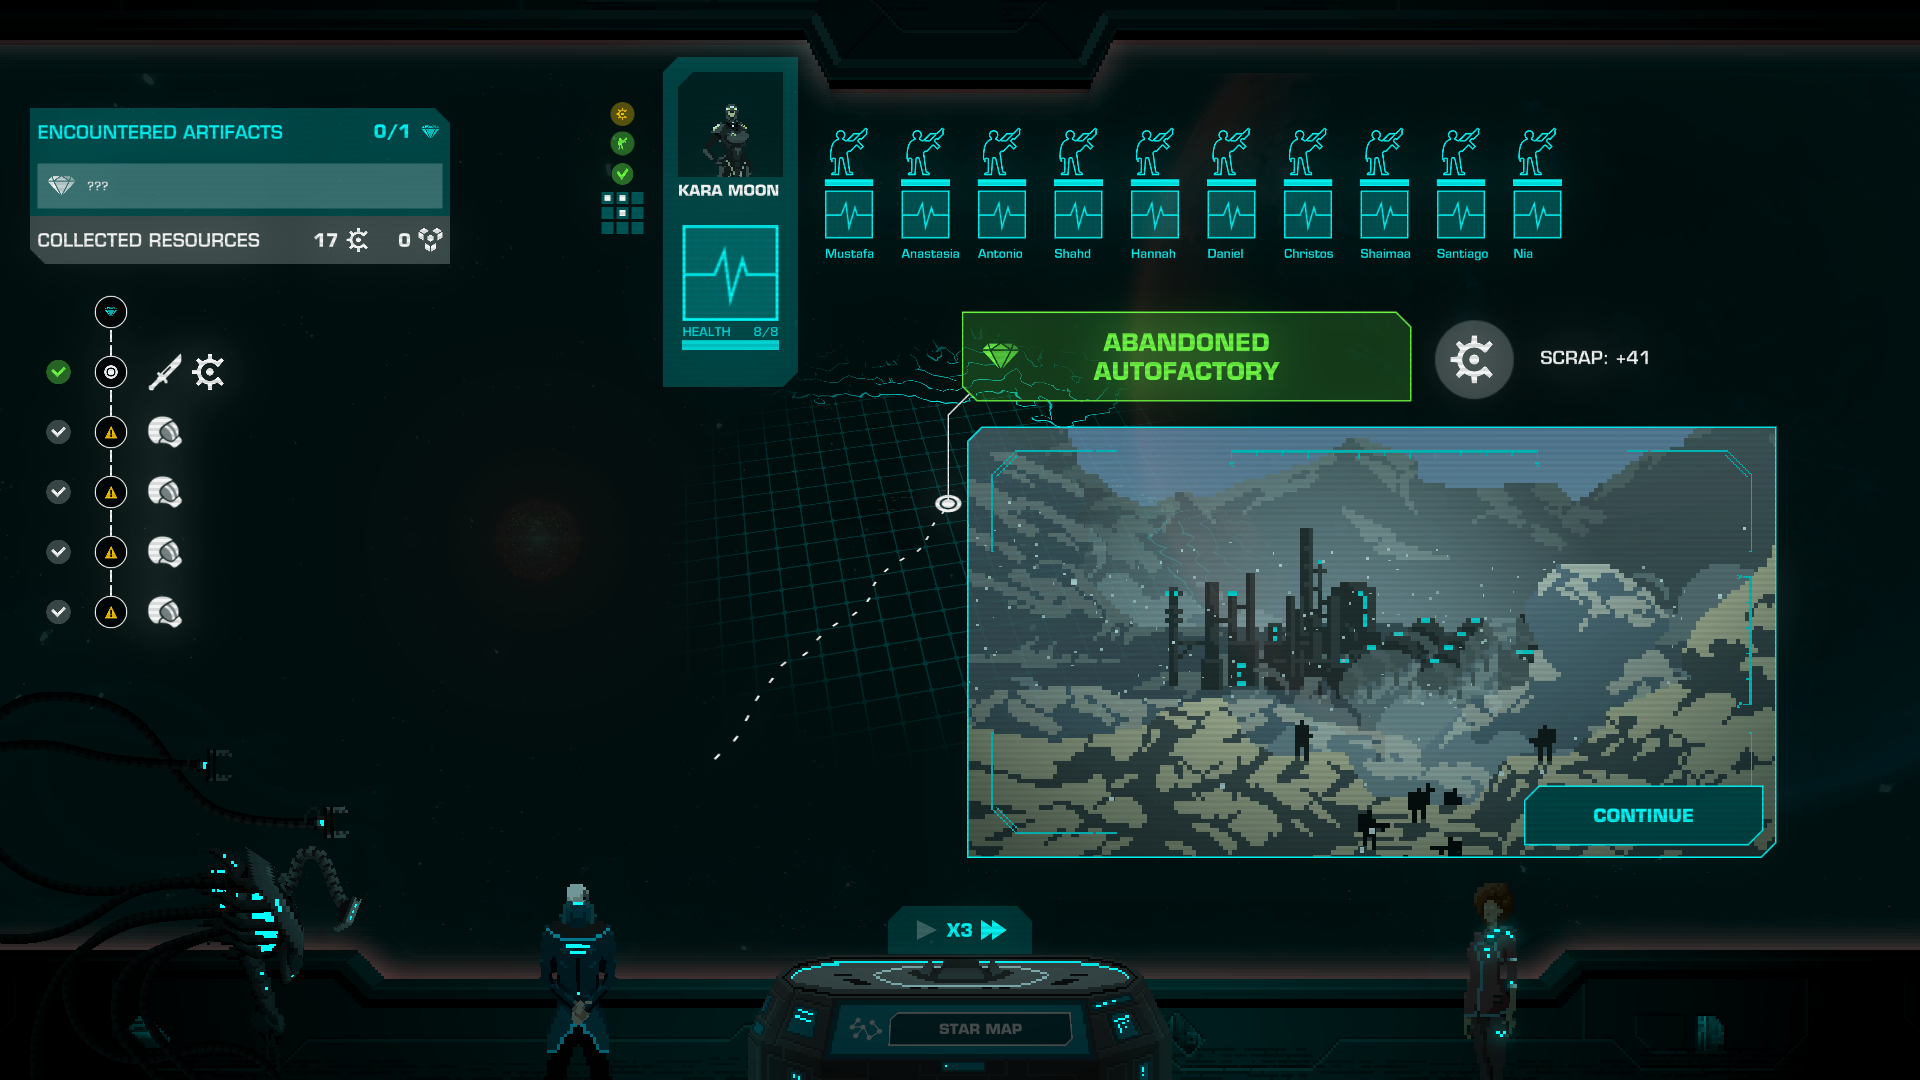 ENCOUNTERED ARTIFACTS 0/1
???
COLLECTED RESOURCES 17 0
KARA MOON
HEALTH 8/8
Mustafa Anastasia Antonio Shahd Hannah Daniel Christos Shaimaa Santiago Nia
ABANDONED
AUTOFACTORY
SCRAP: +41
CONTINUE
X3
STAR MAP